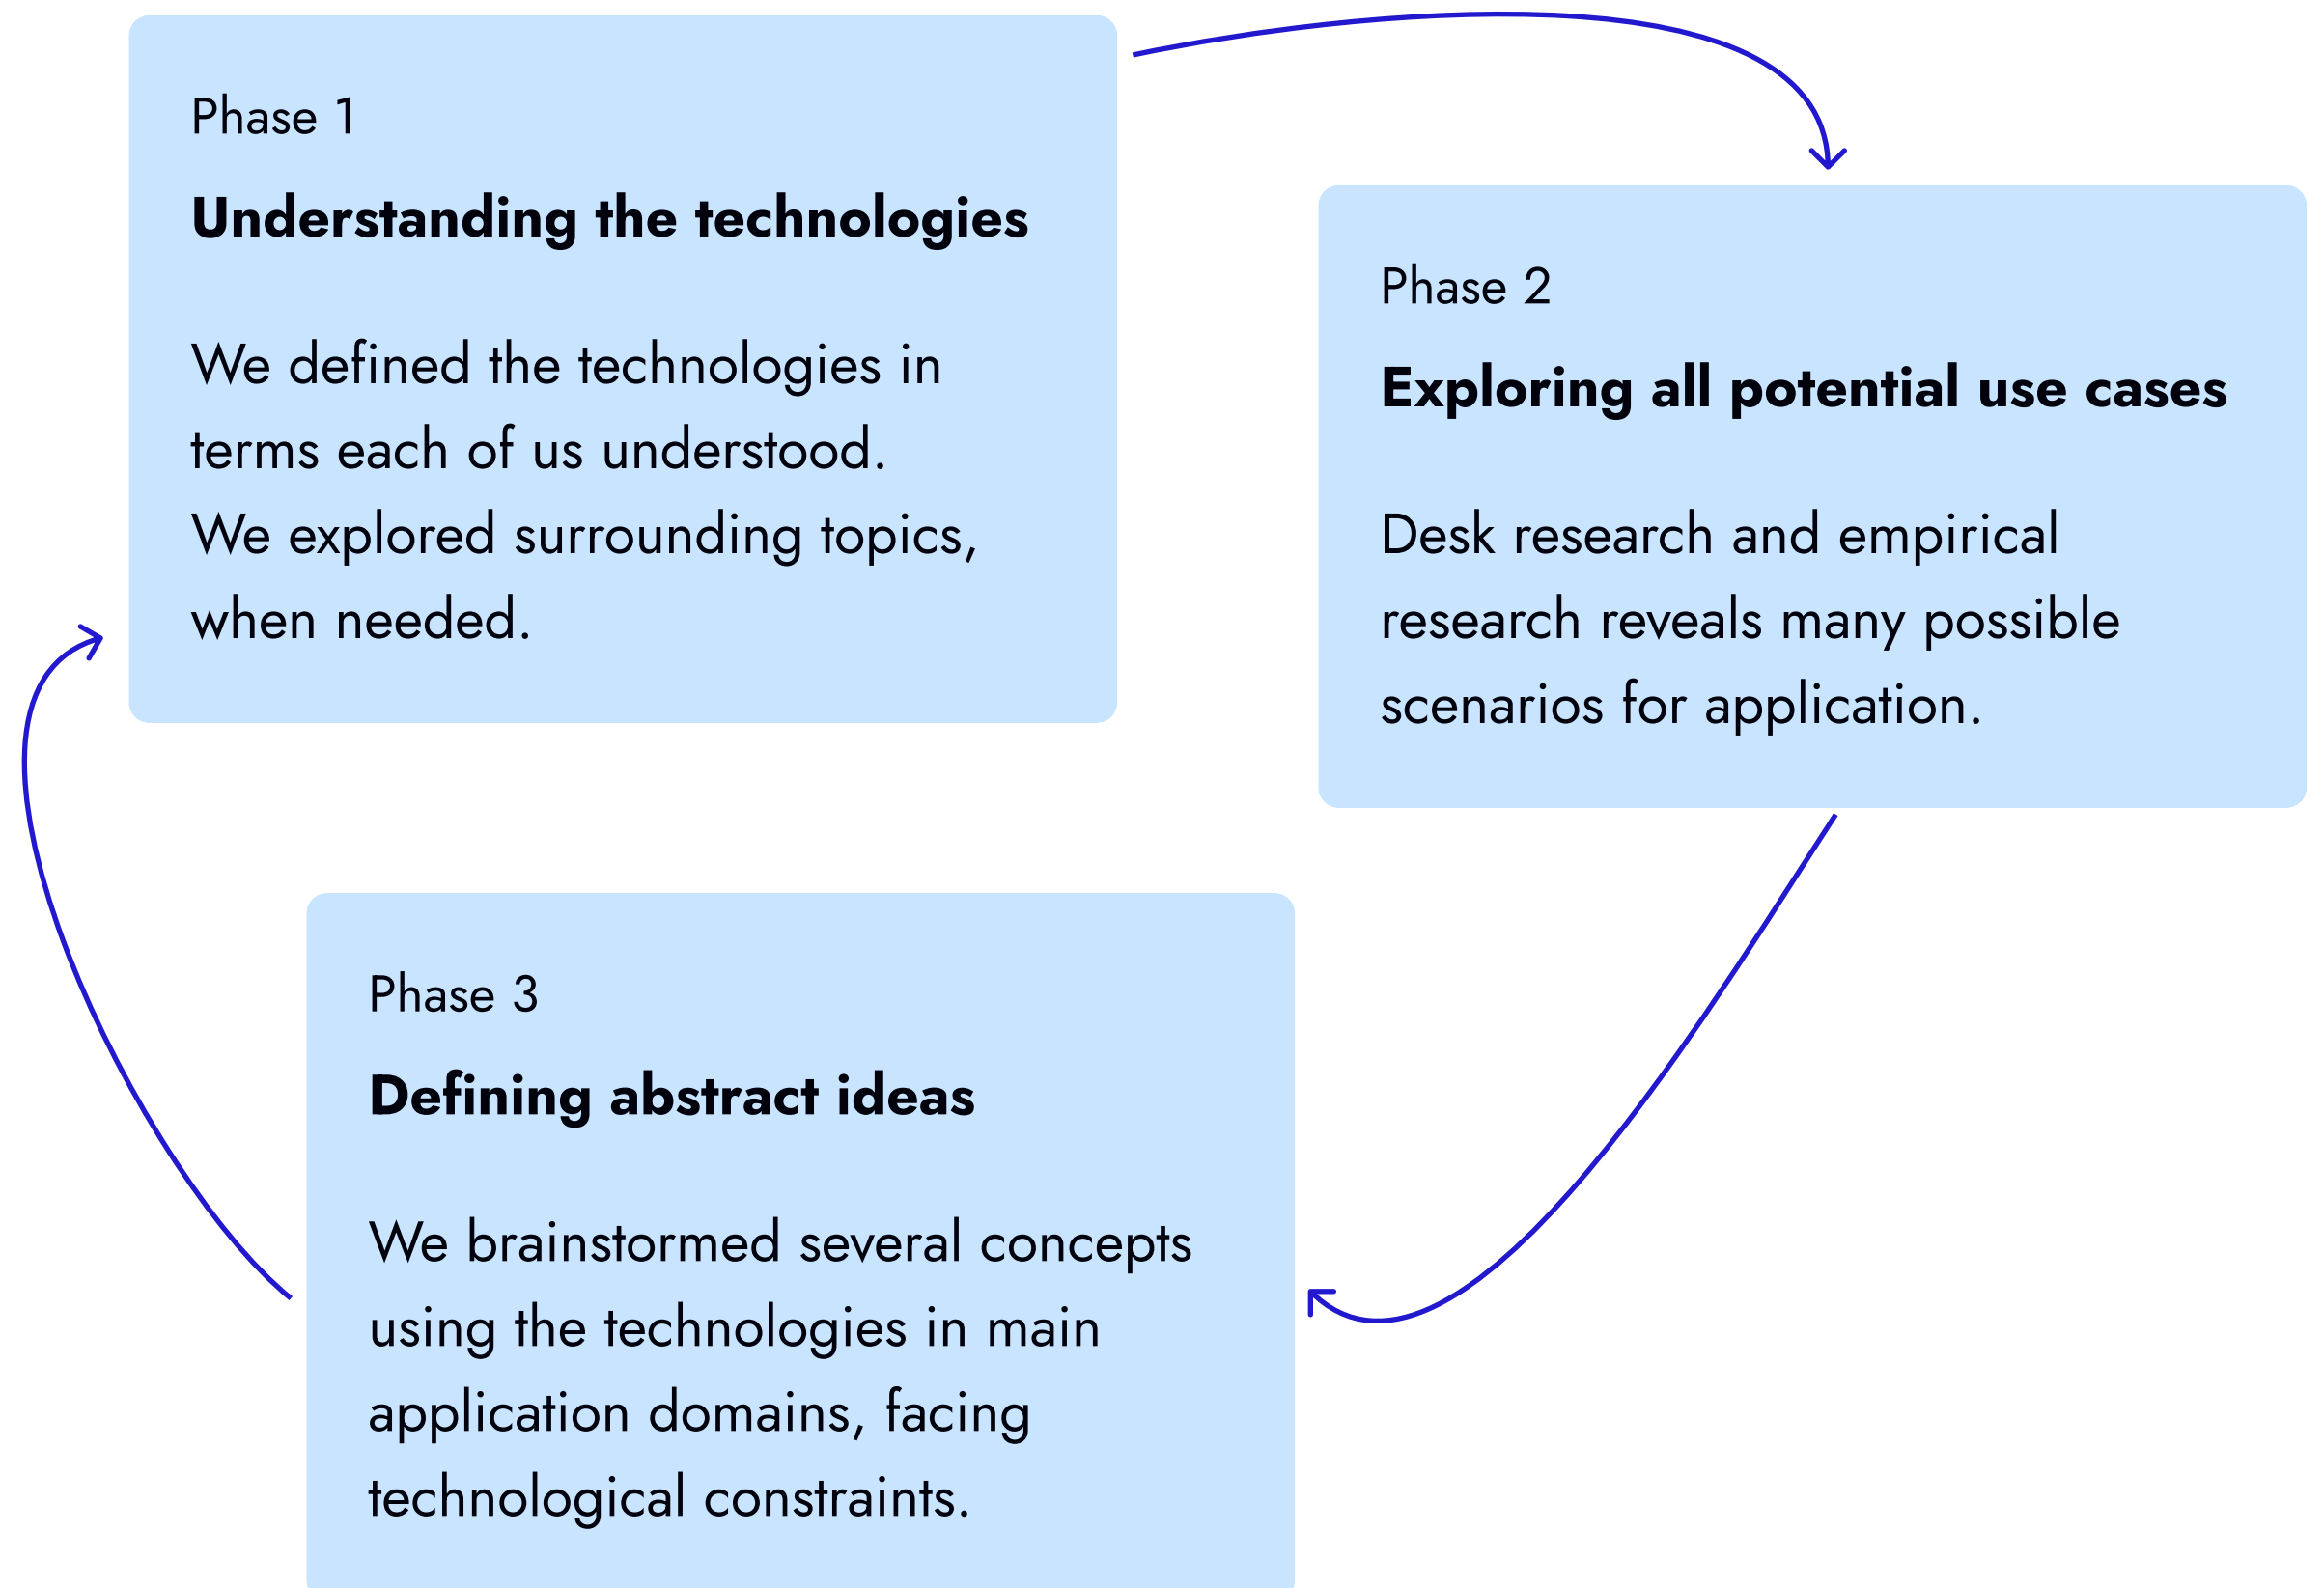 Phase 1
Understanding the technologies
We defined the technologies in
terms each of us understood.
We explored surrounding topics,
when needed.
Phase 2
Exploring all potential use cases
Desk research and empirical
research reveals many possible
scenarios for application.
Phase 3
Defining abstract ideas
We brainstormed several concepts
using the technologies in main
application domains, facing
technological constraints.